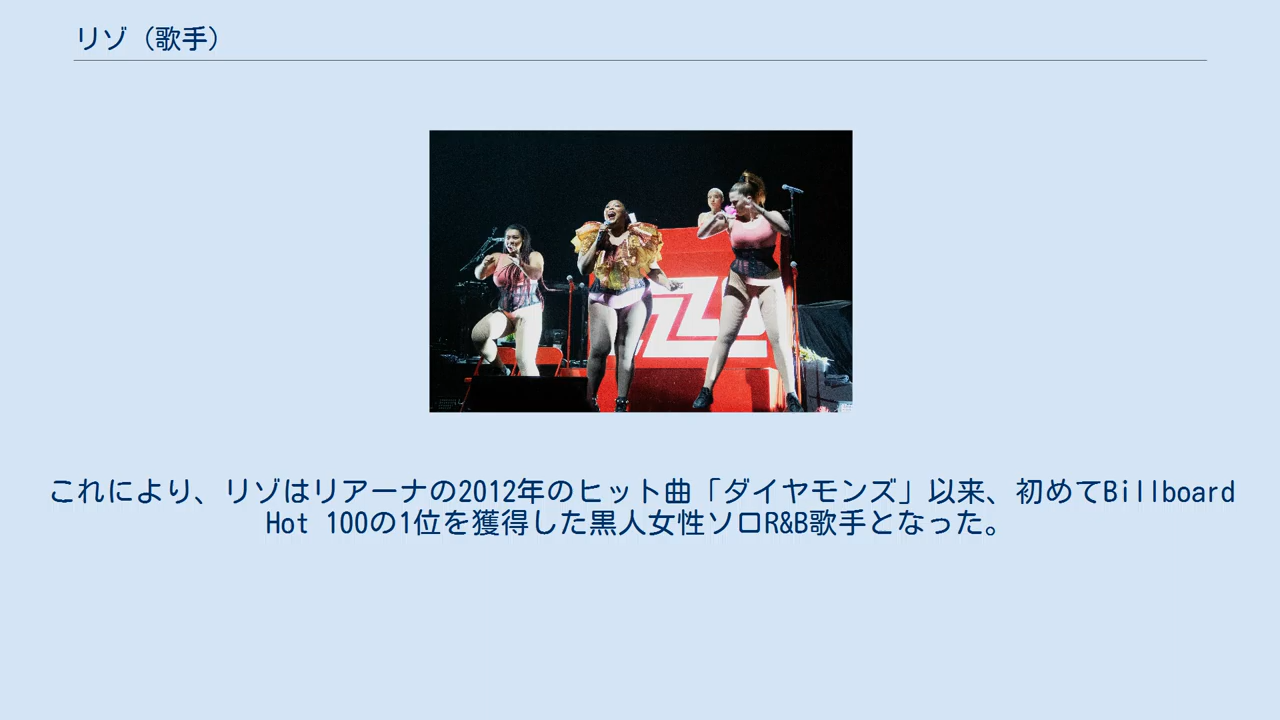 リゾ（歌手）
これにより、リゾはリアーナの2012年のヒット曲「ダイヤモンズ」以来、初めてBillboard
Hot 100の1位を獲得した黒人女性ソロR&B歌手となった。